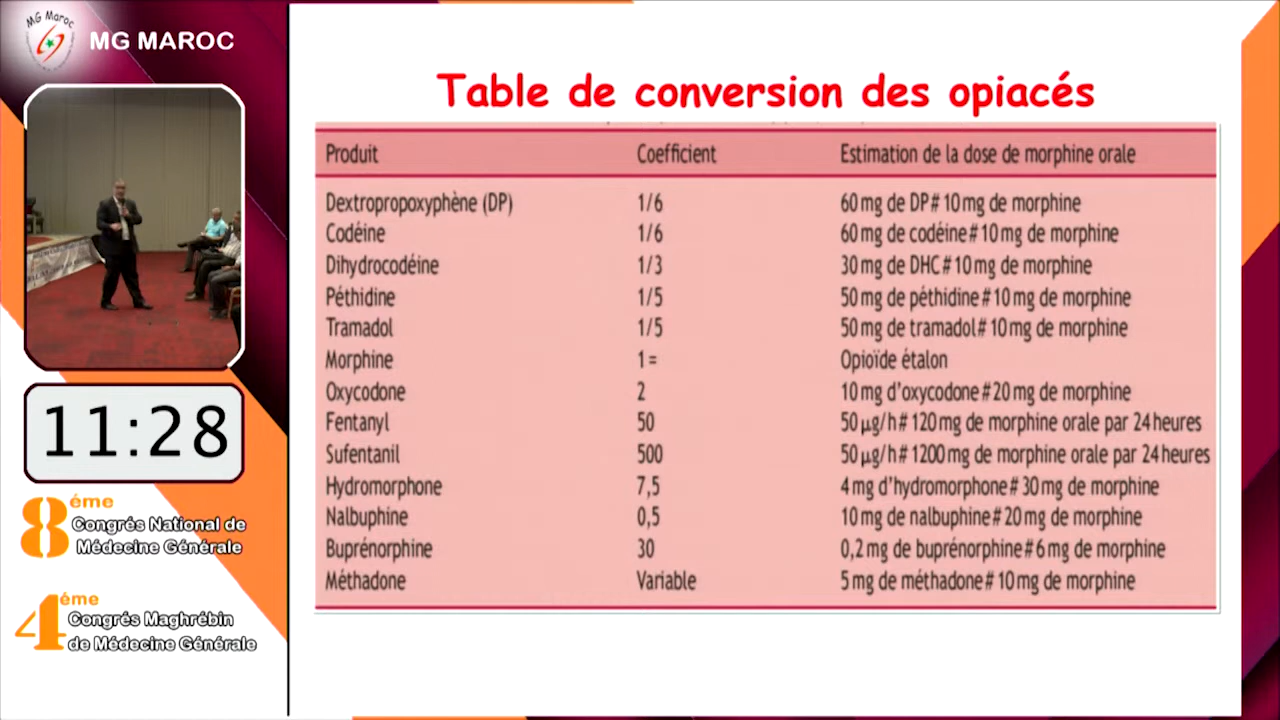 MG Maroc
MG MAROC
11:28
8 éme
Congrés National de
Médecine Générale
4 éme
Congrés Maghrébin
de Médecine Générale
Table de conversion des opiacés
Produit Coefficient Estimation de la dose de morphine orale
Dextropropoxyphène (DP) 1/6 60 mg de DP# 10 mg de morphine
Codéine 1/6 60 mg de codéine# 10 mg de morphine
Dihydrocodéine 1/3 30 mg de DHC# 10 mg de morphine
Péthidine 1/5 50 mg de péthidine# 10 mg de morphine
Tramadol 1/5 50 mg de tramadol# 10 mg de morphine
Morphine 1 = Opioïde étalon
Oxycodone 2 10 mg d'oxycodone# 20 mg de morphine
Fentanyl 50 50 µg/h# 120 mg de morphine orale par 24 heures
Sufentanil 500 50 µg/h# 1200 mg de morphine orale par 24 heures
Hydromorphone 7,5 4 mg d'hydromorphone# 30 mg de morphine
Nalbuphine 0,5 10 mg de nalbuphine# 20 mg de morphine
Buprénorphine 30 0,2 mg de buprénorphine# 6 mg de morphine
Méthadone Variable 5 mg de méthadone# 10 mg de morphine